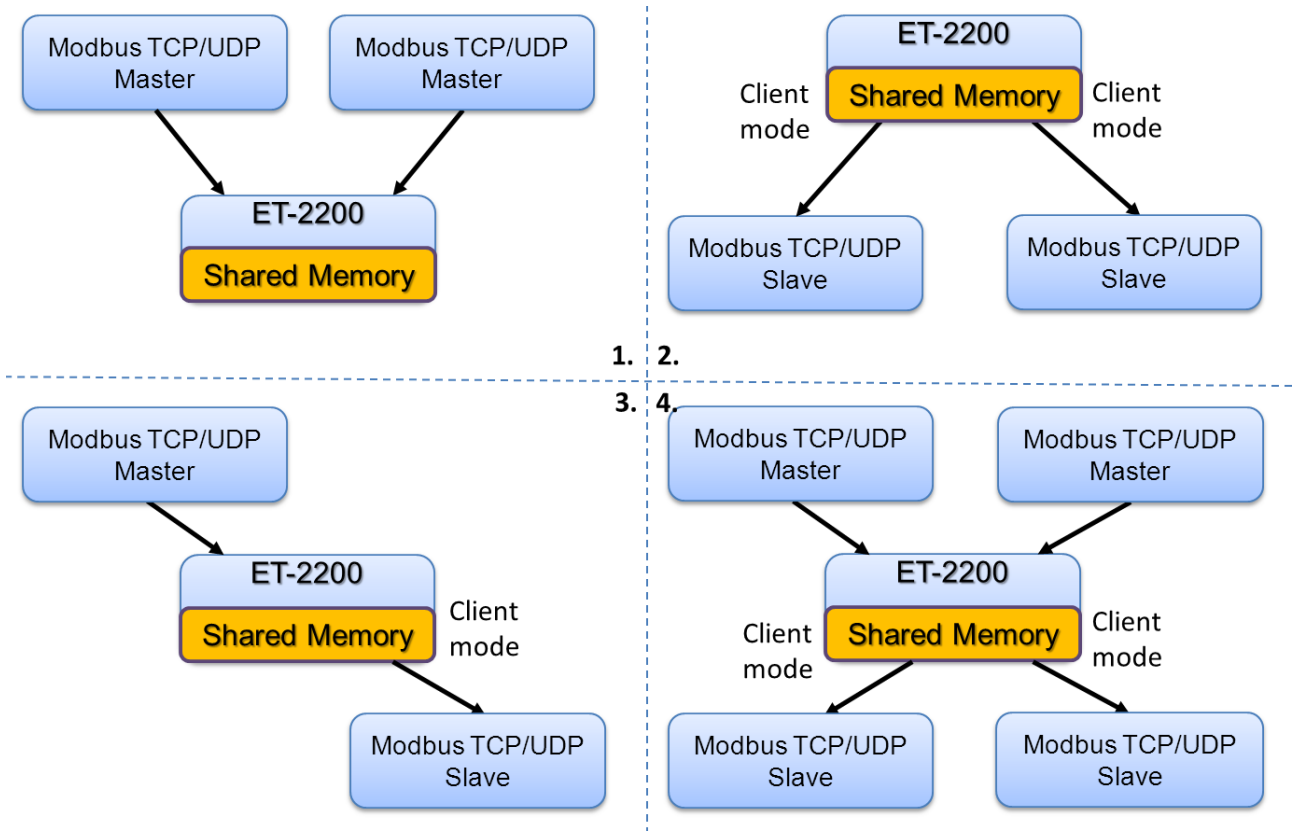 Modbus TCP/UDP
Master
Modbus TCP/UDP
Master
ET-2200
Shared Memory
1.
ET-2200
Shared Memory
Client
mode
Client
mode
Modbus TCP/UDP
Slave
Modbus TCP/UDP
Slave
2.
3.
Modbus TCP/UDP
Master
ET-2200
Shared Memory
Client
mode
Modbus TCP/UDP
Slave
4.
Modbus TCP/UDP
Master
Modbus TCP/UDP
Master
ET-2200
Shared Memory
Client
mode
Client
mode
Modbus TCP/UDP
Slave
Modbus TCP/UDP
Slave